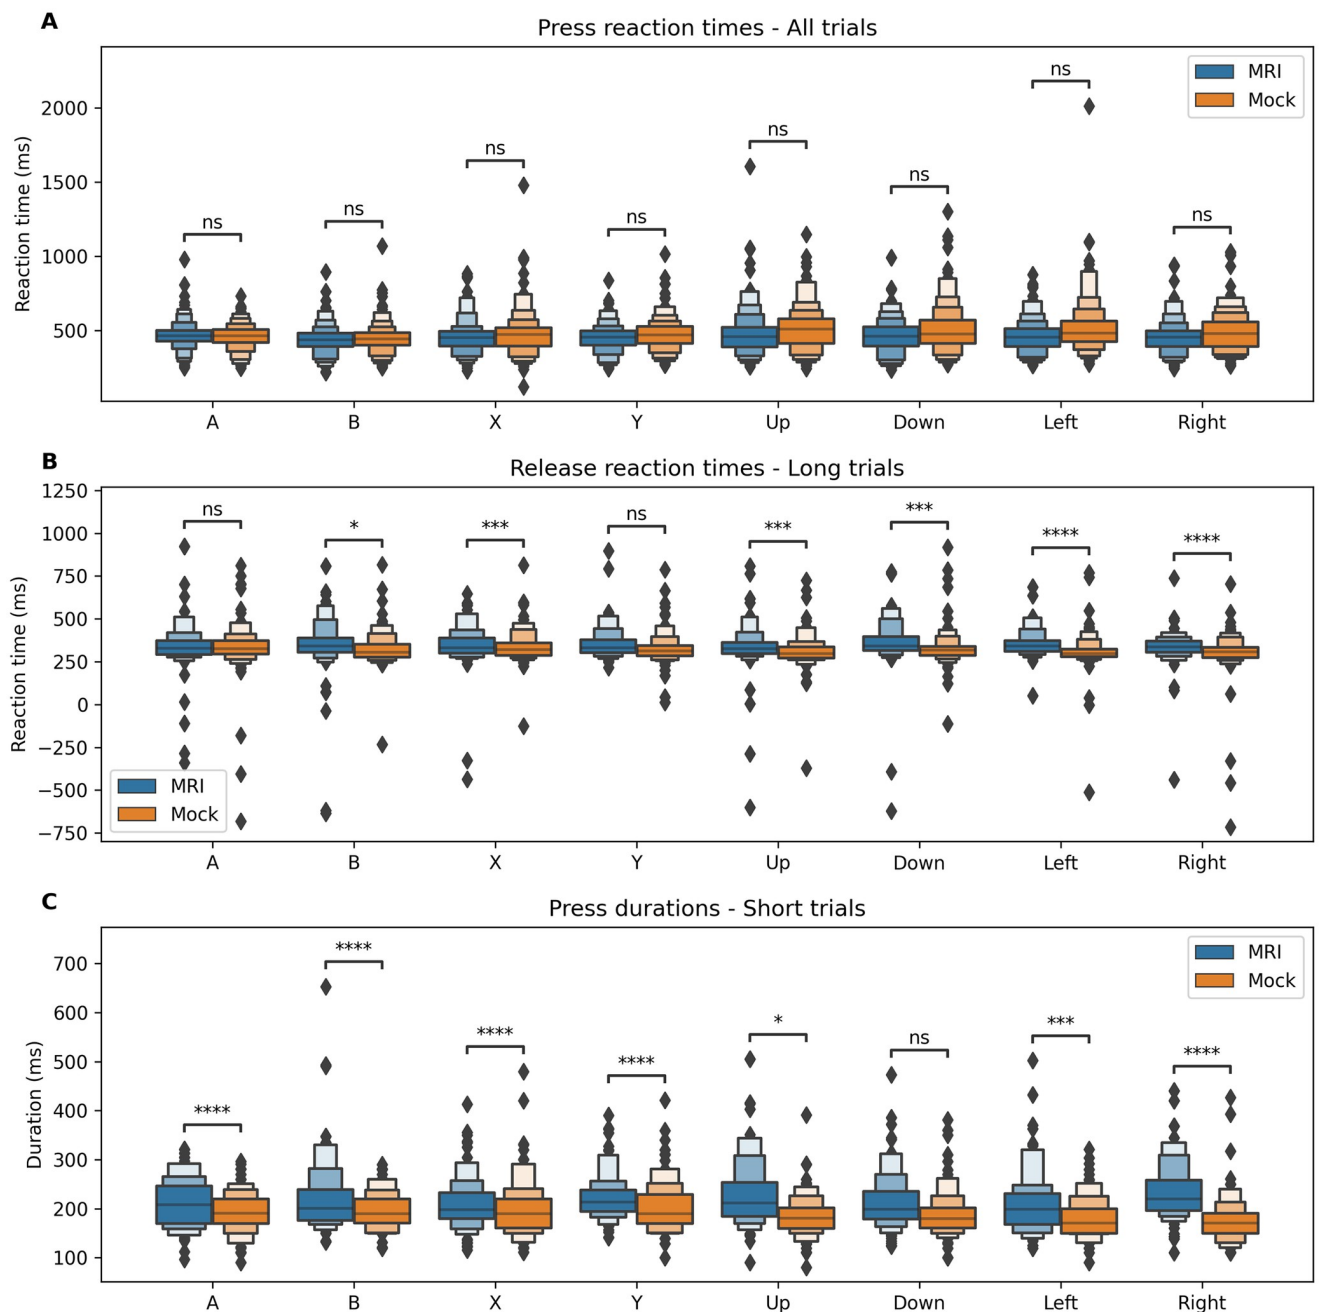 A
Press reaction times - All trials
Reaction time (ms)
2000
1500
1000
500
ns ns ns ns ns ns ns ns
MRI
Mock
A B X Y Up Down Left Right
B
Release reaction times - Long trials
Reaction time (ms)
1250
1000
750
500
250
0
−250
−500
−750
ns * *** ns *** *** **** ****
MRI
Mock
A B X Y Up Down Left Right
C
Press durations - Short trials
Duration (ms)
700
600
500
400
300
200
100
**** **** **** **** * ns *** ****
MRI
Mock
A B X Y Up Down Left Right